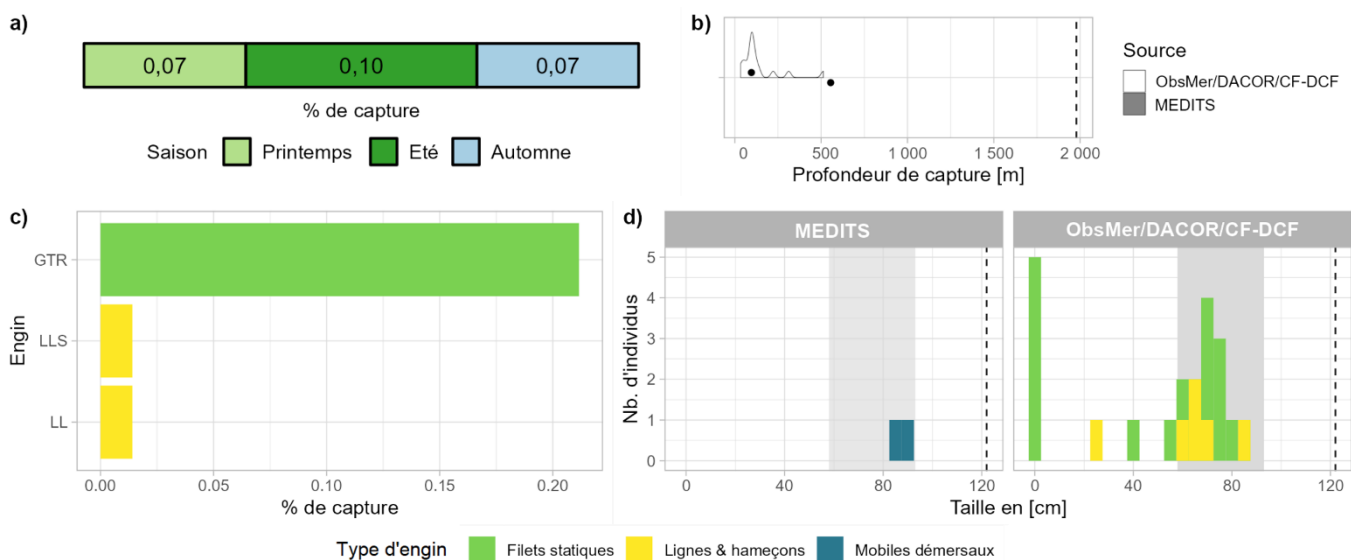 a)
0,07 0,10 0,07
% de capture
Saison Printemps Eté Automne
b)
0 500 1 000 1 500 2 000
Profondeur de capture [m]
Source
ObsMer/DACOR/CF-DCF
MEDITS
c)
Engin
GTR
LLS
LL
0.00 0.05 0.10 0.15 0.20
% de capture
d)
MEDITS ObsMer/DACOR/CF-DCF
Nb. d'individus
5
4
3
2
1
0
0 40 80 120 0 40 80 120
Taille en [cm]
Type d'engin Filets statiques Lignes & hameçons Mobiles démersaux